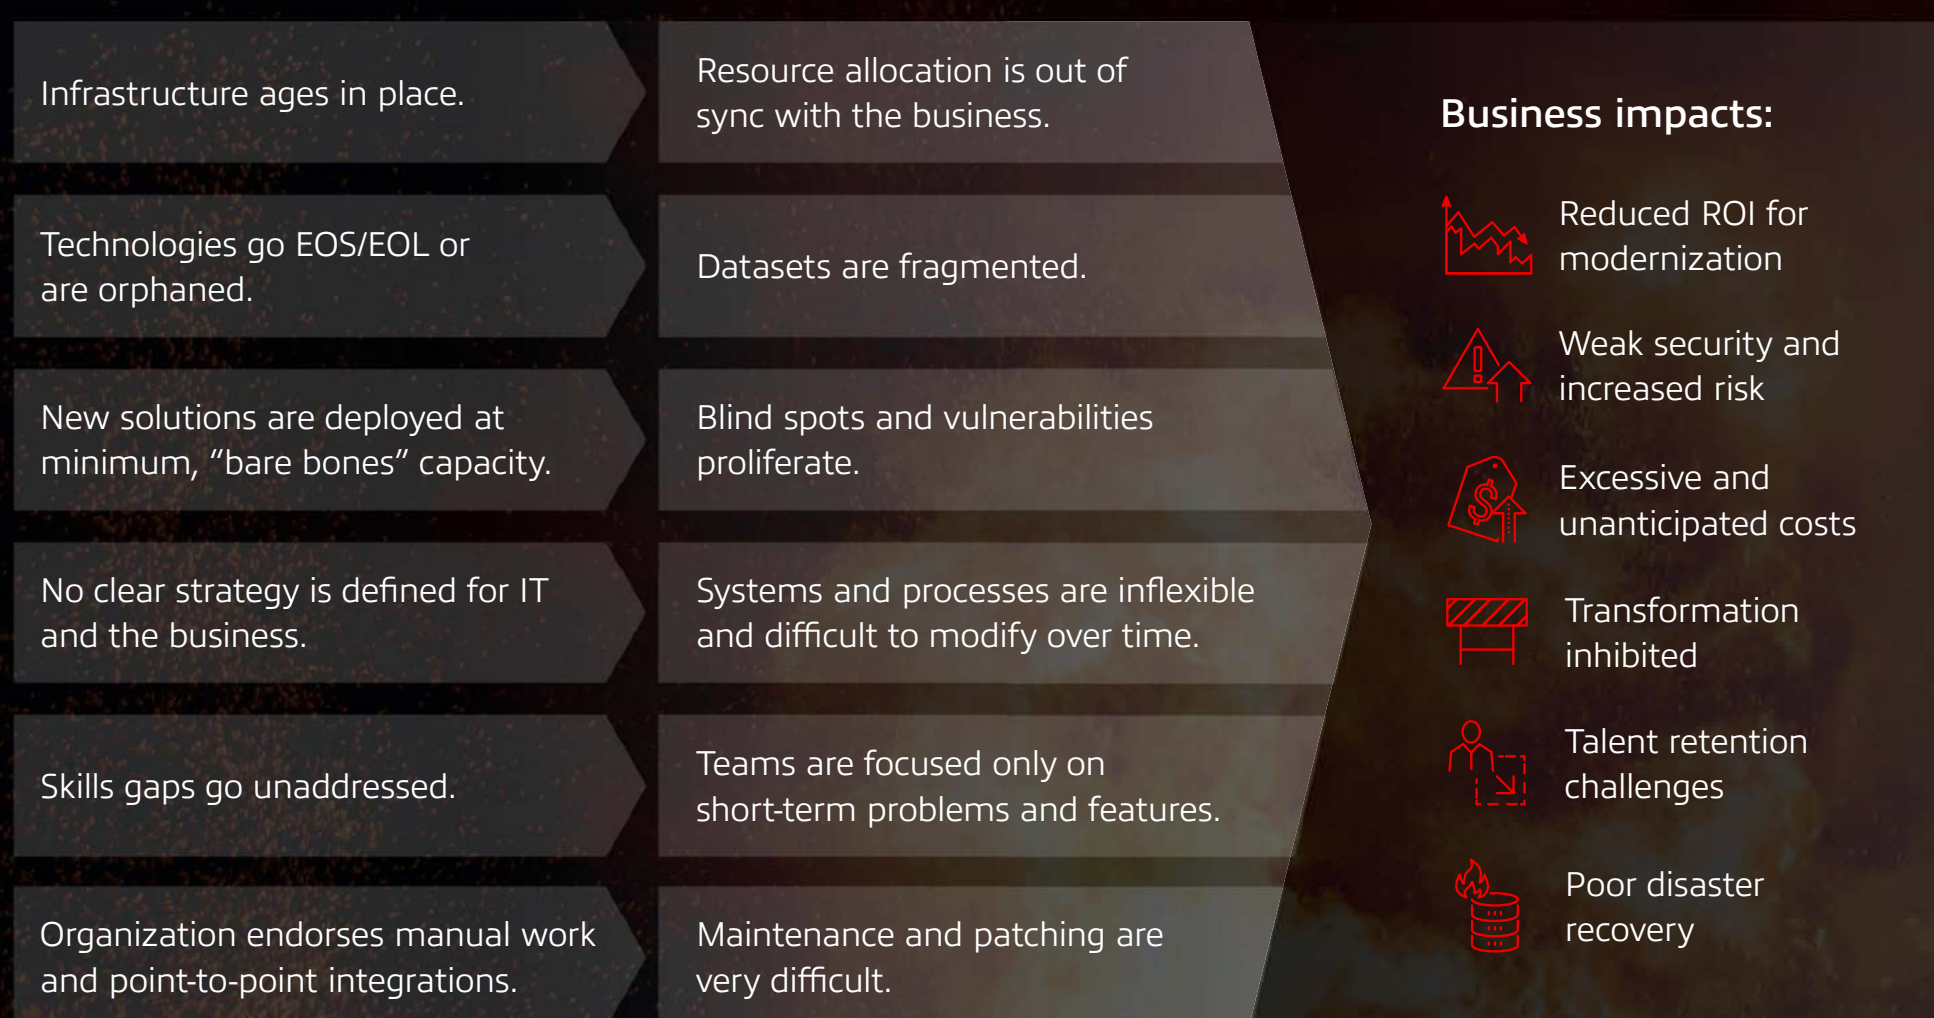 Infrastructure ages in place.
Resource allocation is out of
sync with the business.
Technologies go EOS/EOL or
are orphaned.
Datasets are fragmented.
New solutions are deployed at
minimum, “bare bones” capacity.
Blind spots and vulnerabilities
proliferate.
No clear strategy is defined for IT
and the business.
Systems and processes are inflexible
and difficult to modify over time.
Skills gaps go unaddressed.
Teams are focused only on
short-term problems and features.
Organization endorses manual work
and point-to-point integrations.
Maintenance and patching are
very difficult.
Business impacts:
Reduced ROI for
modernization
Weak security and
increased risk
Excessive and
unanticipated costs
Transformation
inhibited
Talent retention
challenges
Poor disaster
recovery